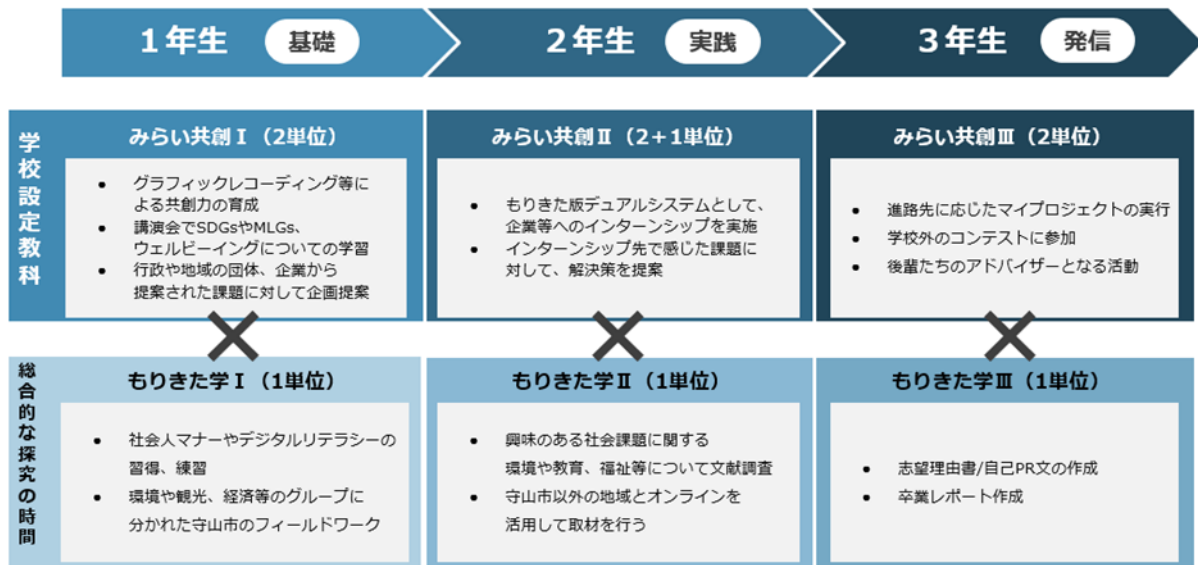 1年生 基礎
2年生 実践
3年生 発信
学校設定教科
みらい共創Ⅰ（2単位）
● グラフィックレコーディング等に
よる共創力の育成
● 講演会でSDGsやMLGs、
ウェルビーイングについての学習
● 行政や地域の団体、企業から
提案された課題に対して企画提案
みらい共創Ⅱ（2＋1単位）
● もりきた版デュアルシステムとして、
企業等へのインターンシップを実施
● インターンシップ先で感じた課題に
対して、解決策を提案
みらい共創Ⅲ（2単位）
● 進路先に応じたマイプロジェクトの実行
● 学校外のコンテストに参加
● 後輩たちのアドバイザーとなる活動
総合的な探究の時間
もりきた学Ⅰ（1単位）
● 社会人マナーやデジタルリテラシーの
習得、練習
● 環境や観光、経済等のグループに
分かれた守山市のフィールドワーク
もりきた学Ⅱ（1単位）
● 興味のある社会課題に関する
環境や教育、福祉等について文献調査
● 守山市以外の地域とオンラインを
活用して取材を行う
もりきた学Ⅲ（1単位）
● 志望理由書/自己PR文の作成
● 卒業レポート作成